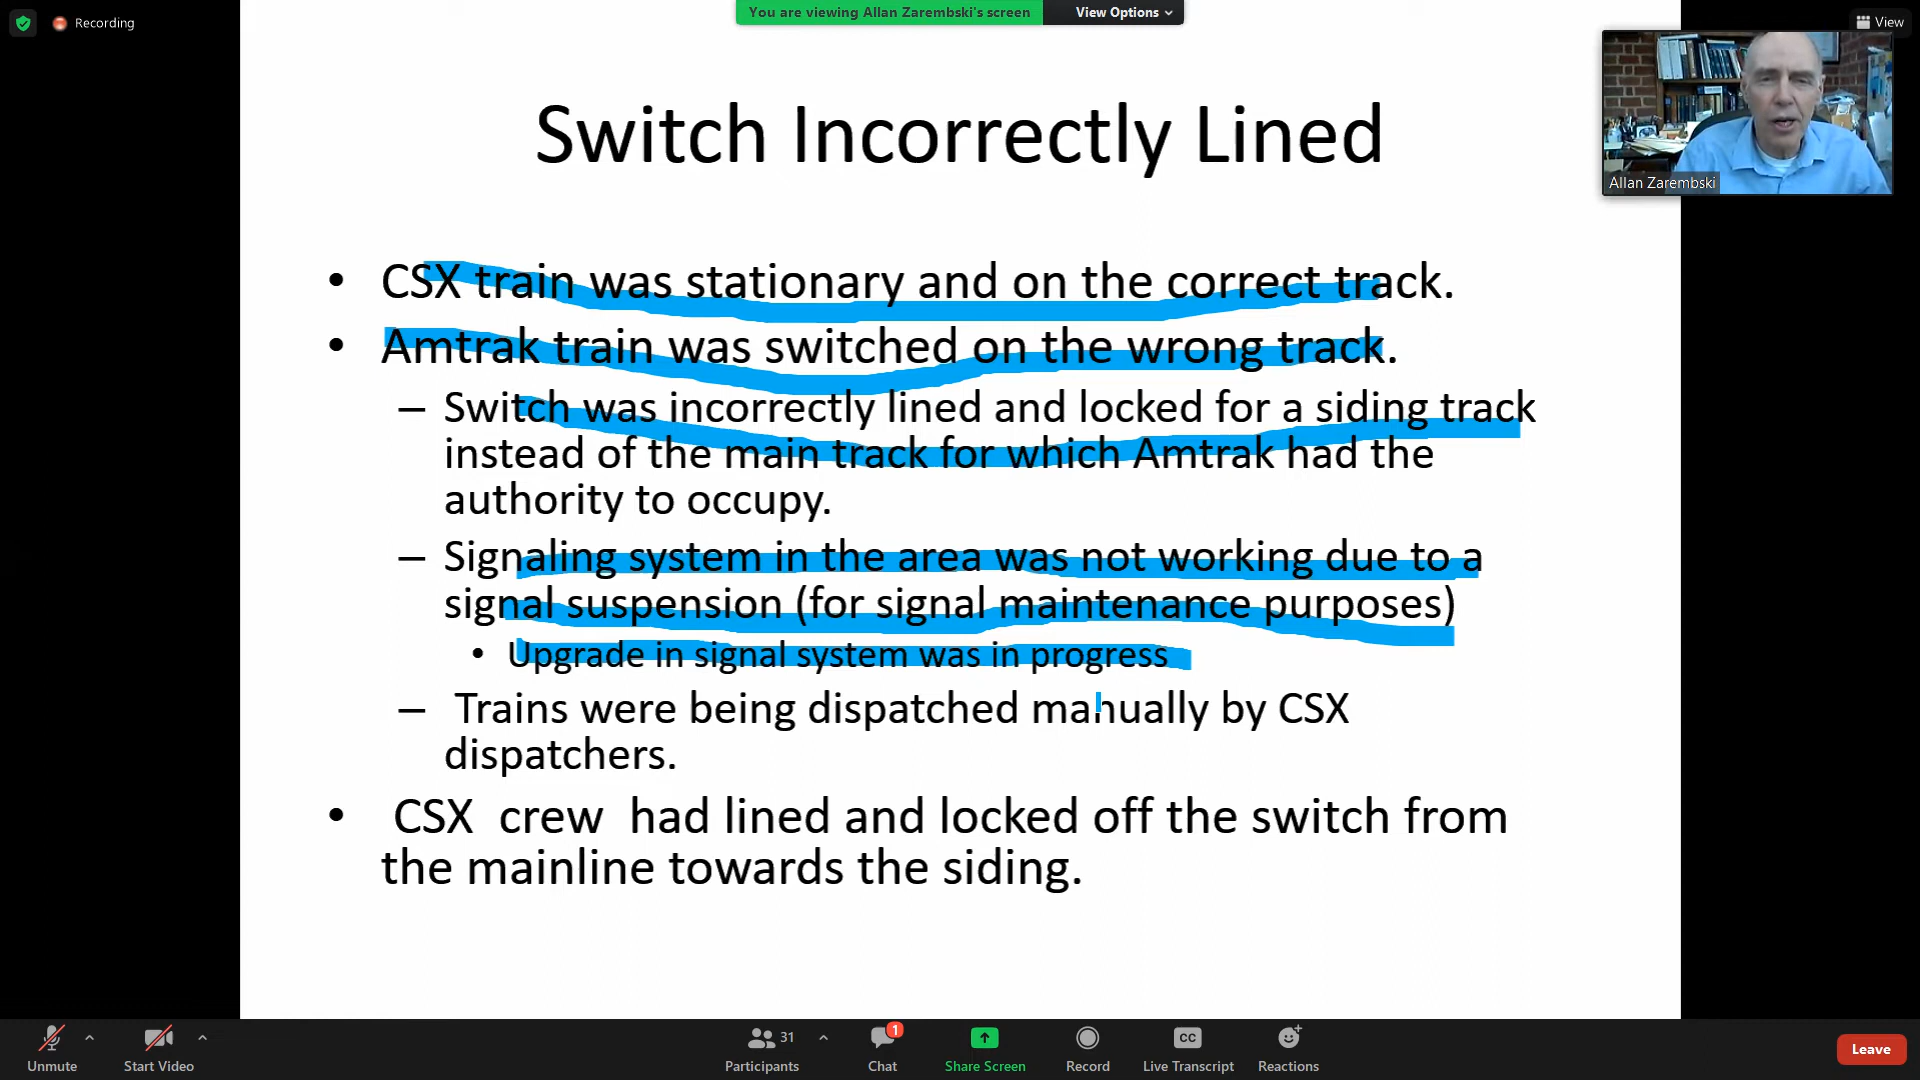 Recording
You are viewing Allan Zarembski's screen
View Options
View
Allan Zarembski
Switch Incorrectly Lined
• CSX train was stationary and on the correct track.
• Amtrak train was switched on the wrong track.
– Switch was incorrectly lined and locked for a siding track
instead of the main track for which Amtrak had the
authority to occupy.
– Signaling system in the area was not working due to a
signal suspension (for signal maintenance purposes)
• Upgrade in signal system was in progress
– Trains were being dispatched manually by CSX
dispatchers.
• CSX crew had lined and locked off the switch from
the mainline towards the siding.
Unmute
Start Video
31
Participants
1
Chat
Share Screen
Record
CC
Live Transcript
Reactions
Leave